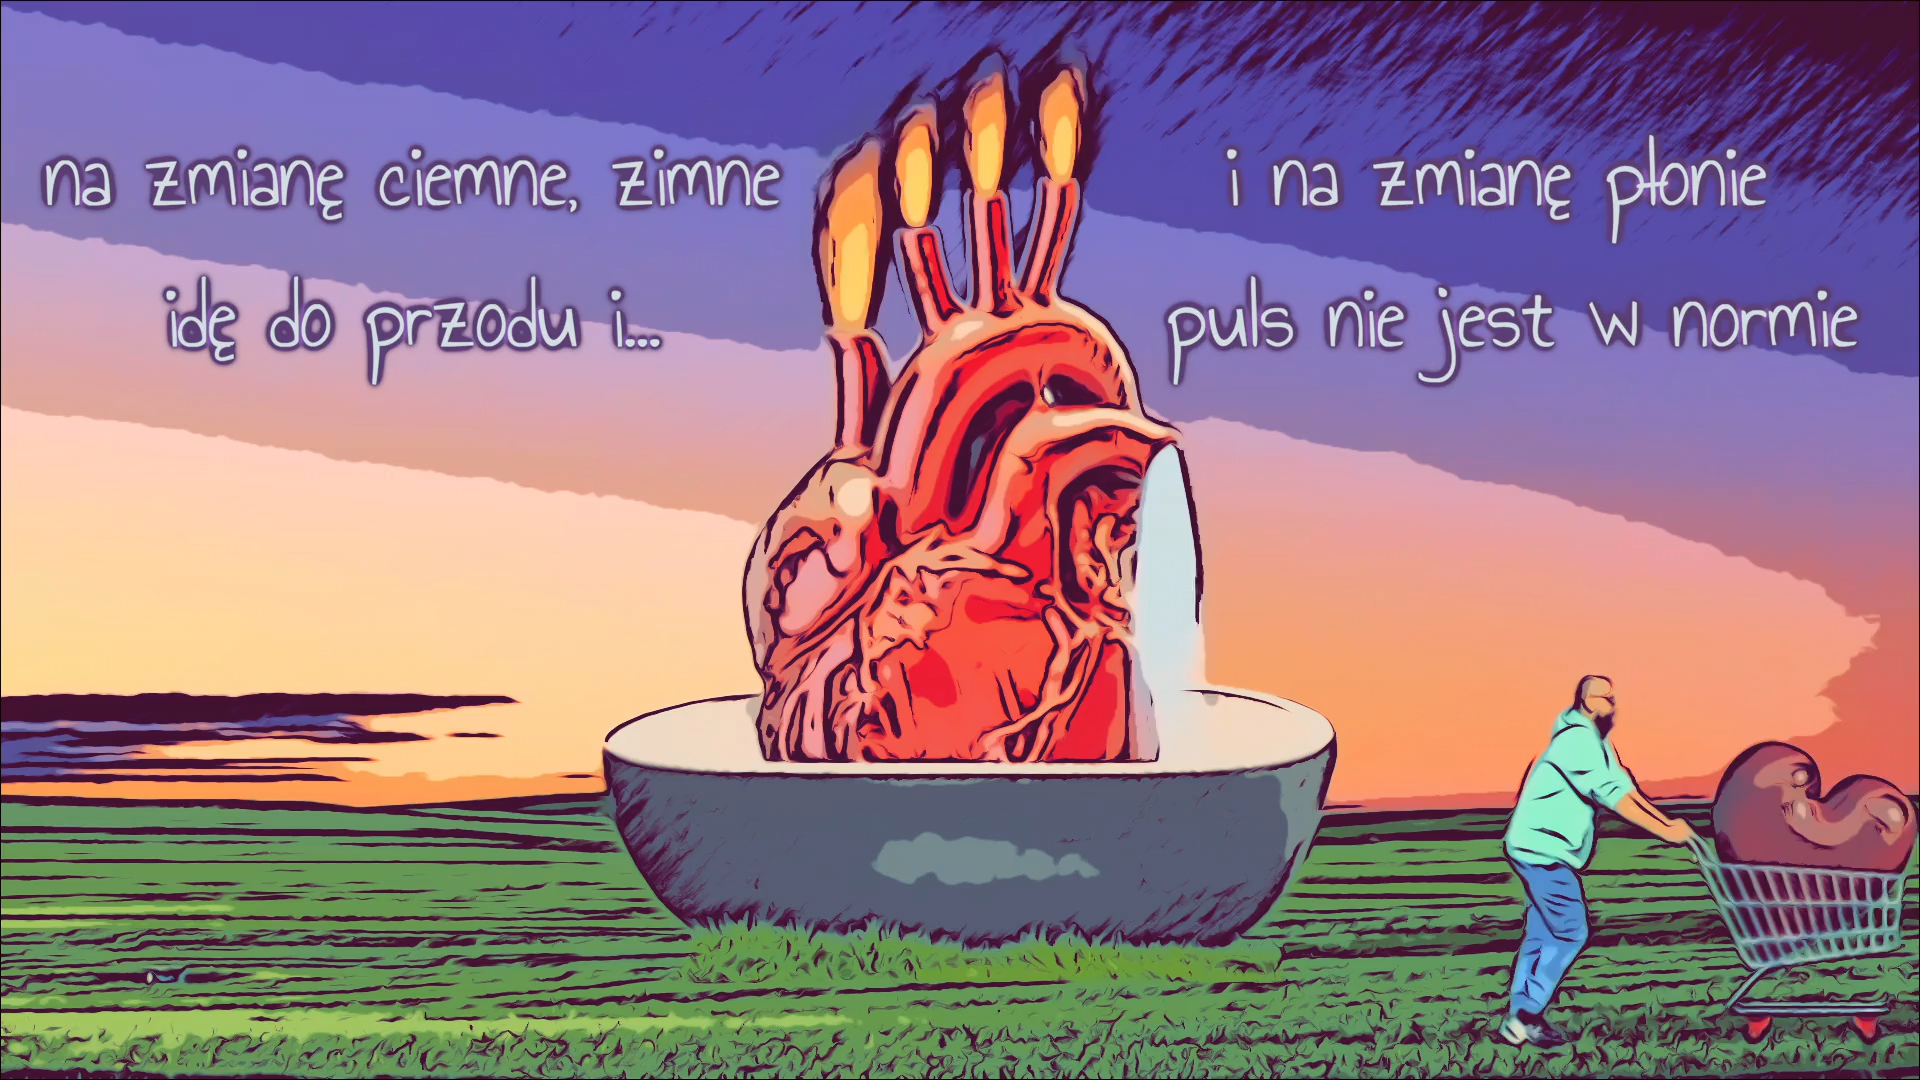 na zmianę ciemne, zimne
idę do przodu i...
i na zmianę płonie
puls nie jest w normie